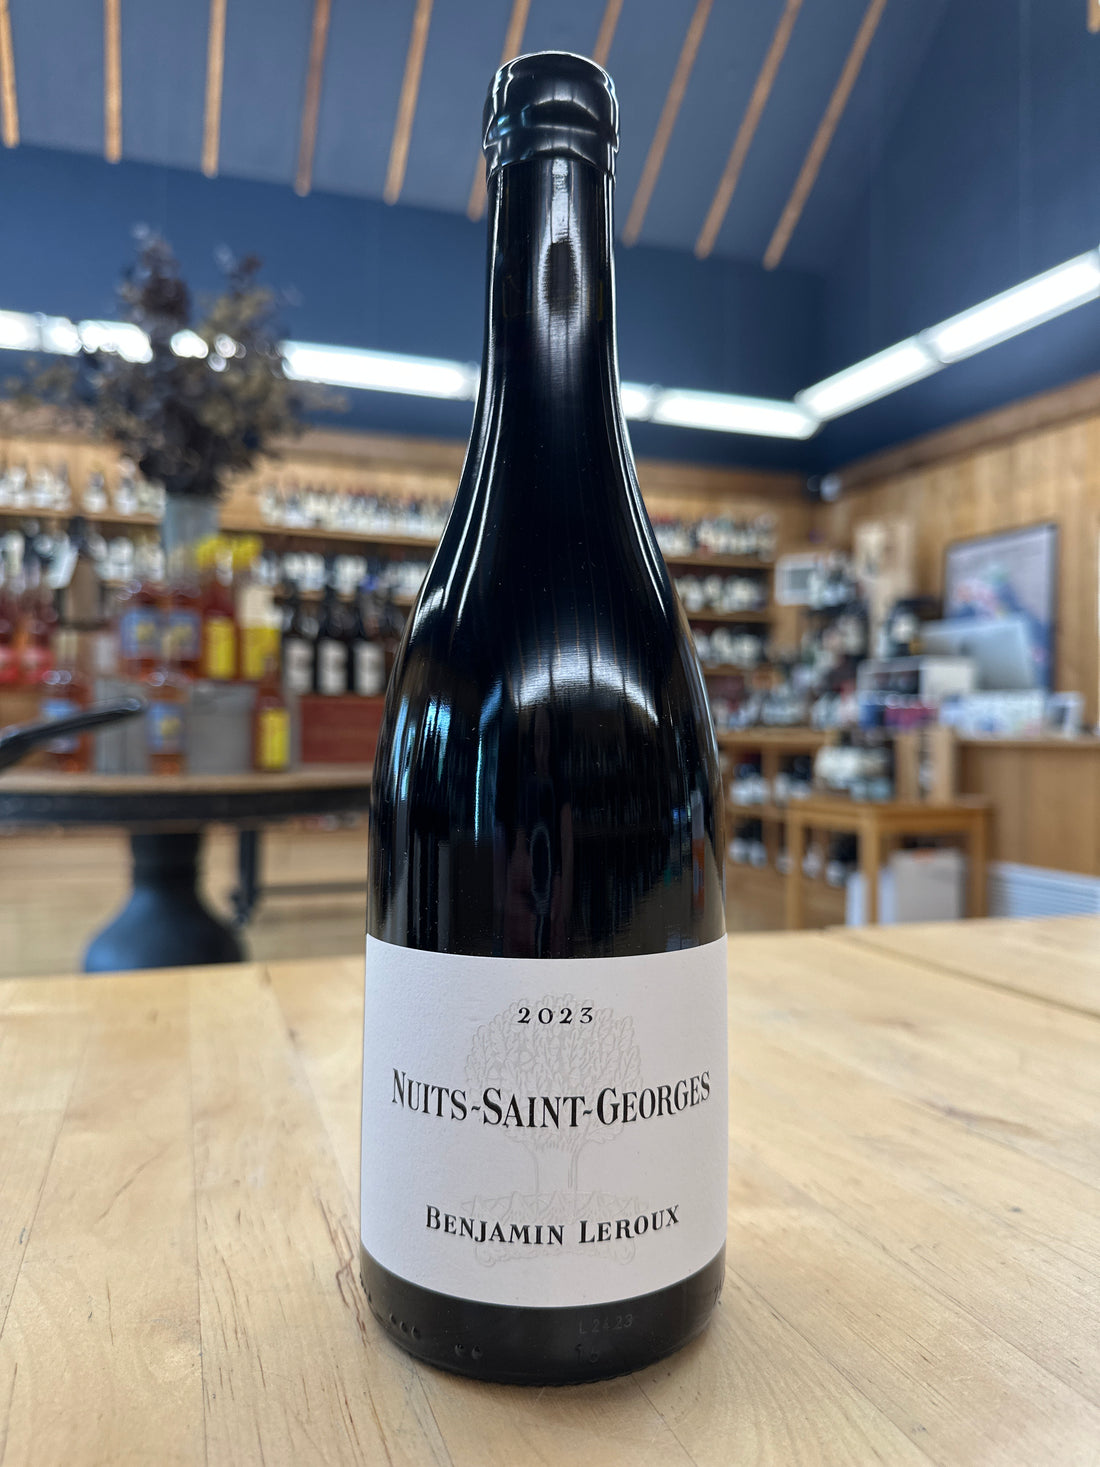 2023
Nuits-Saint-Georges
Benjamin Leroux